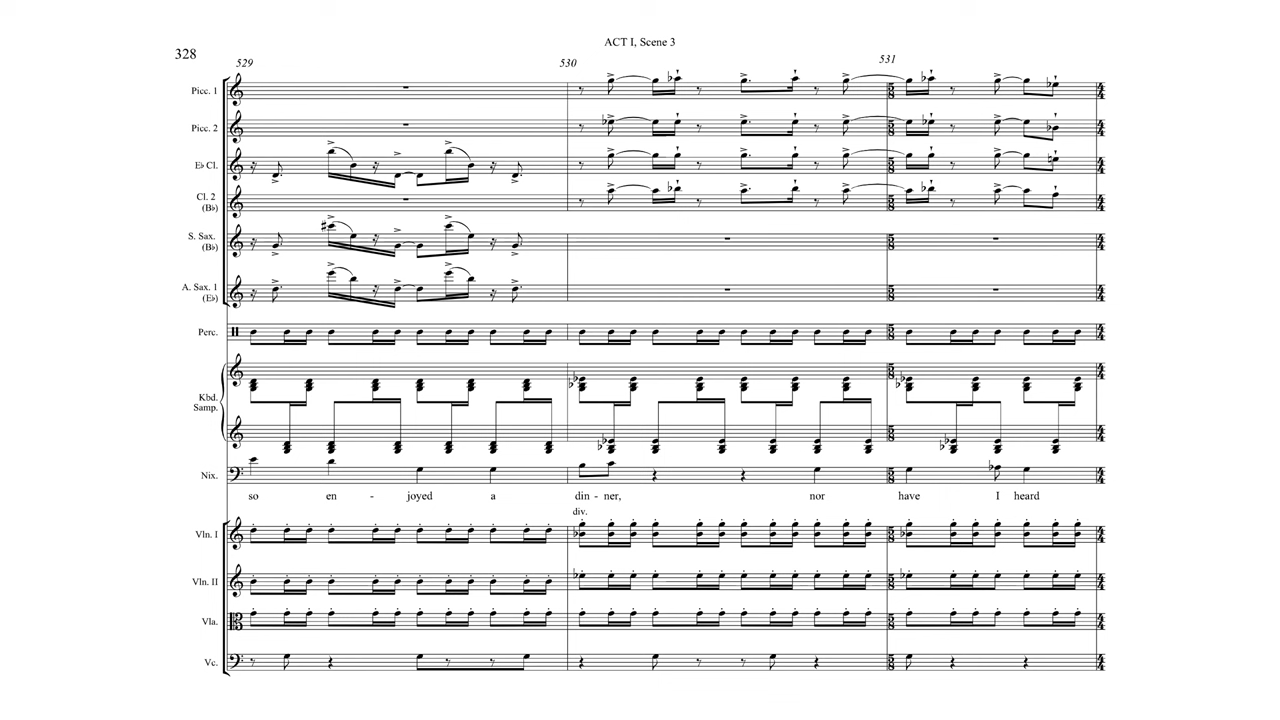 ACT I, Scene 3
328
529
530
531
Picc. 1
Picc. 2
E♭ Cl.
Cl. 2
(B♭)
S. Sax.
(B♭)
A. Sax. 1
(E♭)
Perc.
Kbd.
Samp.
Nix.
so en - joyed a din - ner, nor have I heard
div.
Vln. I
Vln. II
Vla.
Vc.